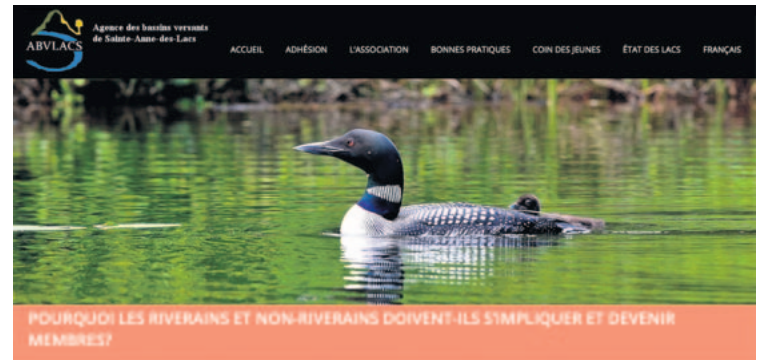 Agence des bassins versants
de Sainte-Anne-des-Lacs
ABVLACS
ACCUEIL ADHÉSION L'ASSOCIATION BONNES PRATIQUES COIN DES JEUNES ÉTAT DES LACS FRANÇAIS
POURQUOI LES RIVERAINS ET NON-RIVERAINS DOIVENT-ILS S'IMPLIQUER ET DEVENIR
MEMBRES?